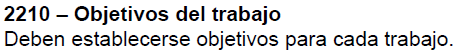 2210 – Objetivos del trabajo
Deben establecerse objetivos para cada trabajo.